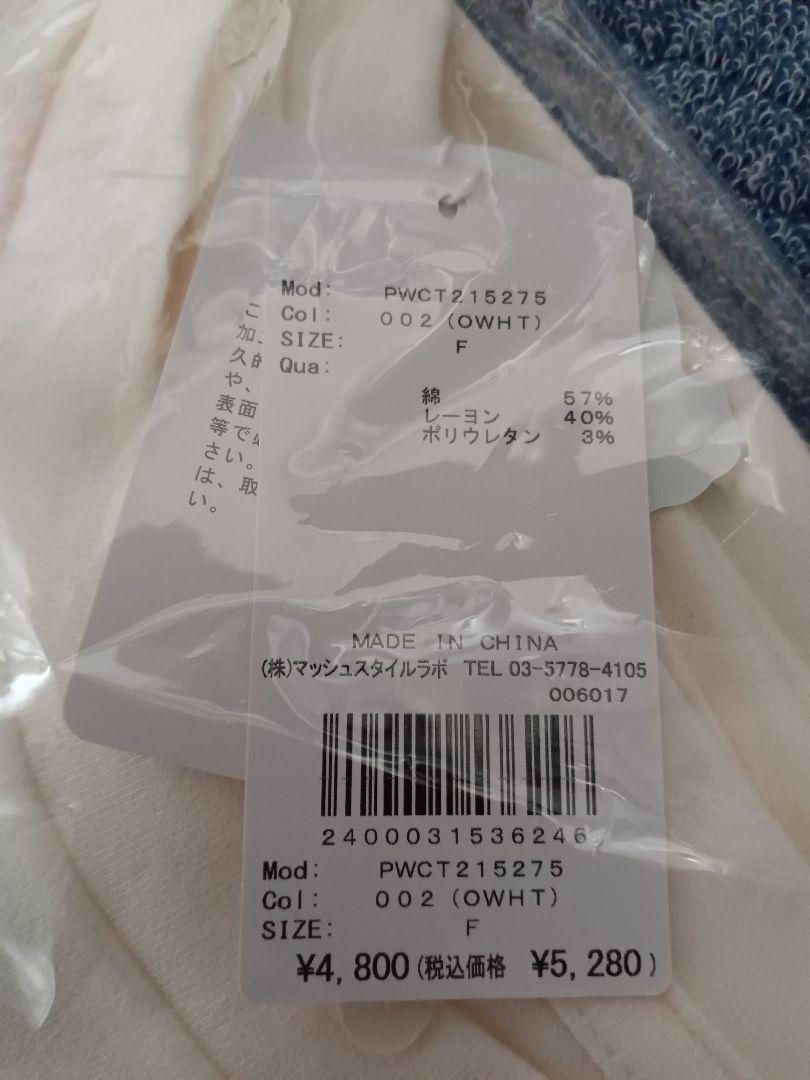 Mod: PWCT215275
Col: 002 (OWHT)
SIZE: F
Qua:
綿 57%
レーヨン 40%
ポリウレタン 3%
MADE IN CHINA
(株)マッシュスタイルラボ TEL 03-5778-4105
006017
2400031536246
Mod: PWCT215275
Col: 002 (OWHT)
SIZE: F
¥4,800(税込価格 ¥5,280)
こ
加工
久的
や、
表面
等で
さい。
は、取
い。